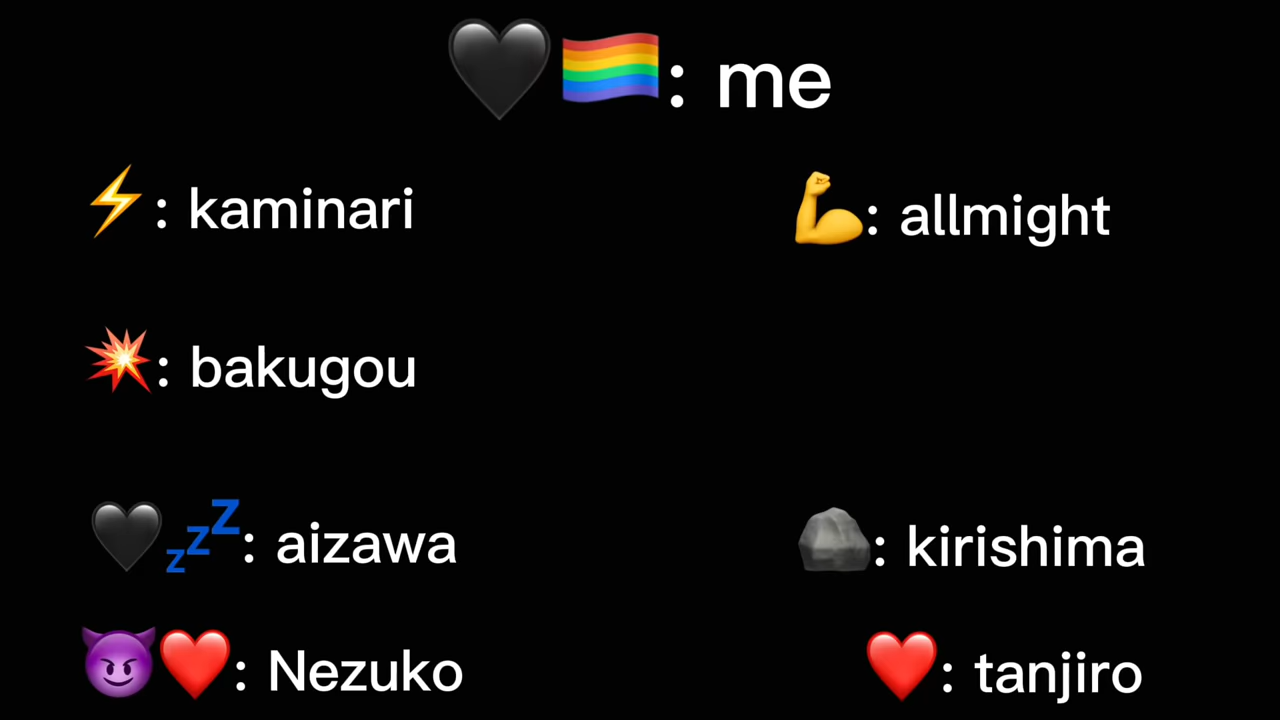 🖤🏳️‍🌈: me
⚡: kaminari
💪: allmight
💥: bakugou
🖤💤: aizawa
🪨: kirishima
😈❤️: Nezuko
❤️: tanjiro